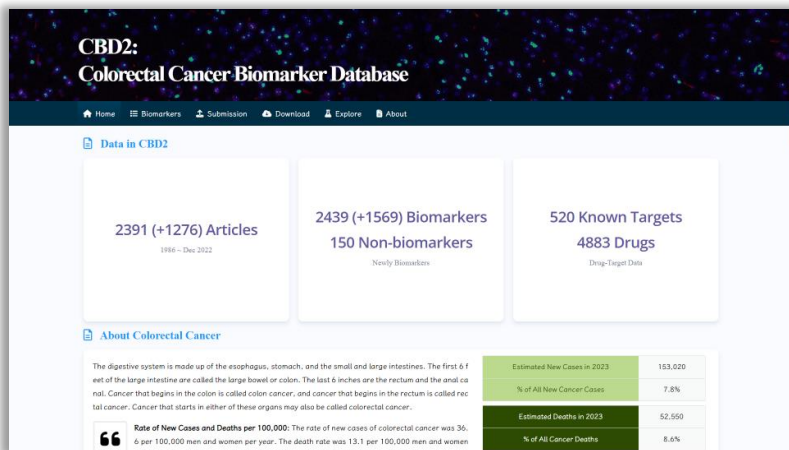 CBD2:
Colorectal Cancer Biomarker Database
Home Biomarkers Submission Download Explore About
Data in CBD2
2391 (+1276) Articles
1986 – Dec 2022
2439 (+1569) Biomarkers
150 Non-biomarkers
Newly Biomarkers
520 Known Targets
4883 Drugs
Drug-Target Data
About Colorectal Cancer
The digestive system is made up of the esophagus, stomach, and the small and large intestines. The first 6 f
eet of the large intestine are called the large bowel or colon. The last 6 inches are the rectum and the anal ca
nal. Cancer that begins in the colon is called colon cancer, and cancer that begins in the rectum is called rec
tal cancer. Cancer that starts in either of these organs may also be called colorectal cancer.
Rate of New Cases and Deaths per 100,000: The rate of new cases of colorectal cancer was 36.
6 per 100,000 men and women per year. The death rate was 13.1 per 100,000 men and women
Estimated New Cases in 2023 153,020
% of All New Cancer Cases 7.8%
Estimated Deaths in 2023 52,550
% of All Cancer Deaths 8.6%